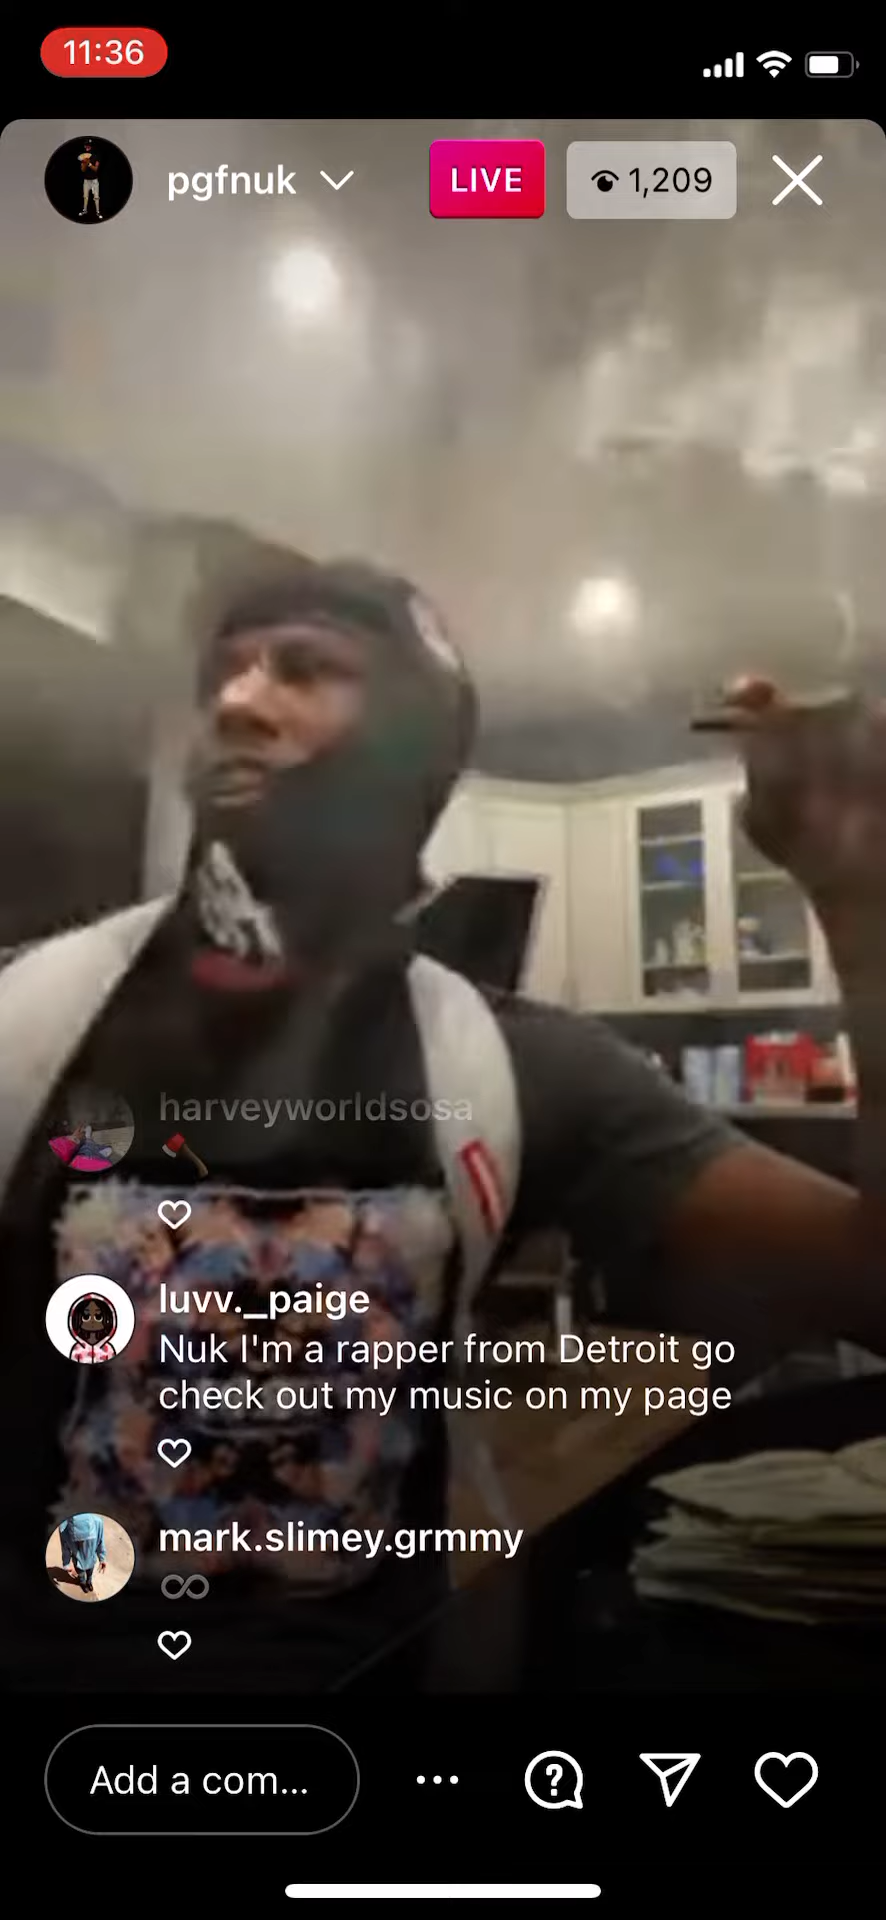 11:36
pgfnuk
LIVE
1,209
harveyworldsosa
🪓
luvv._paige
Nuk I'm a rapper from Detroit go
check out my music on my page
mark.slimey.grmmy
♾
Add a com...